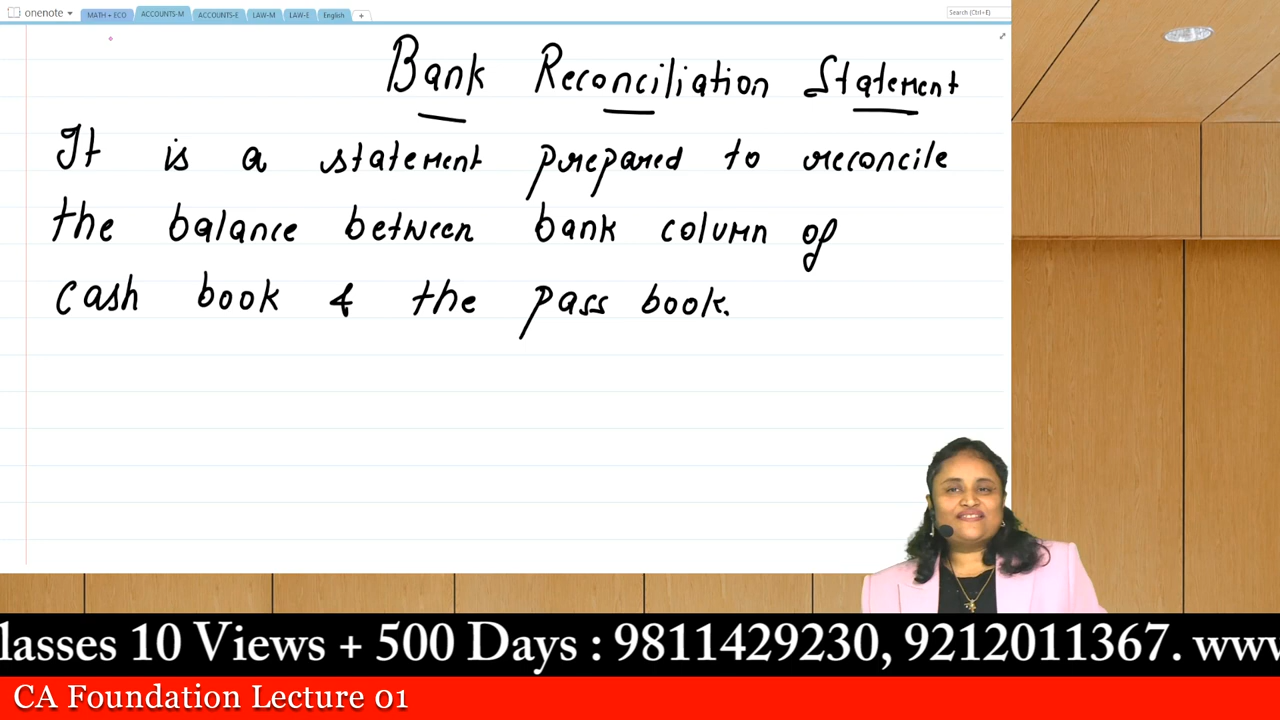 onenote
MATH + ECO ACCOUNTS-M ACCOUNTS-E LAW-M LAW-E English +
Search (Ctrl+E)
Bank Reconciliation Statement
It is a statement prepared to reconcile
the balance between bank column of
cash book & the pass book.
lasses 10 Views + 500 Days : 9811429230, 9212011367. www
CA Foundation Lecture 01